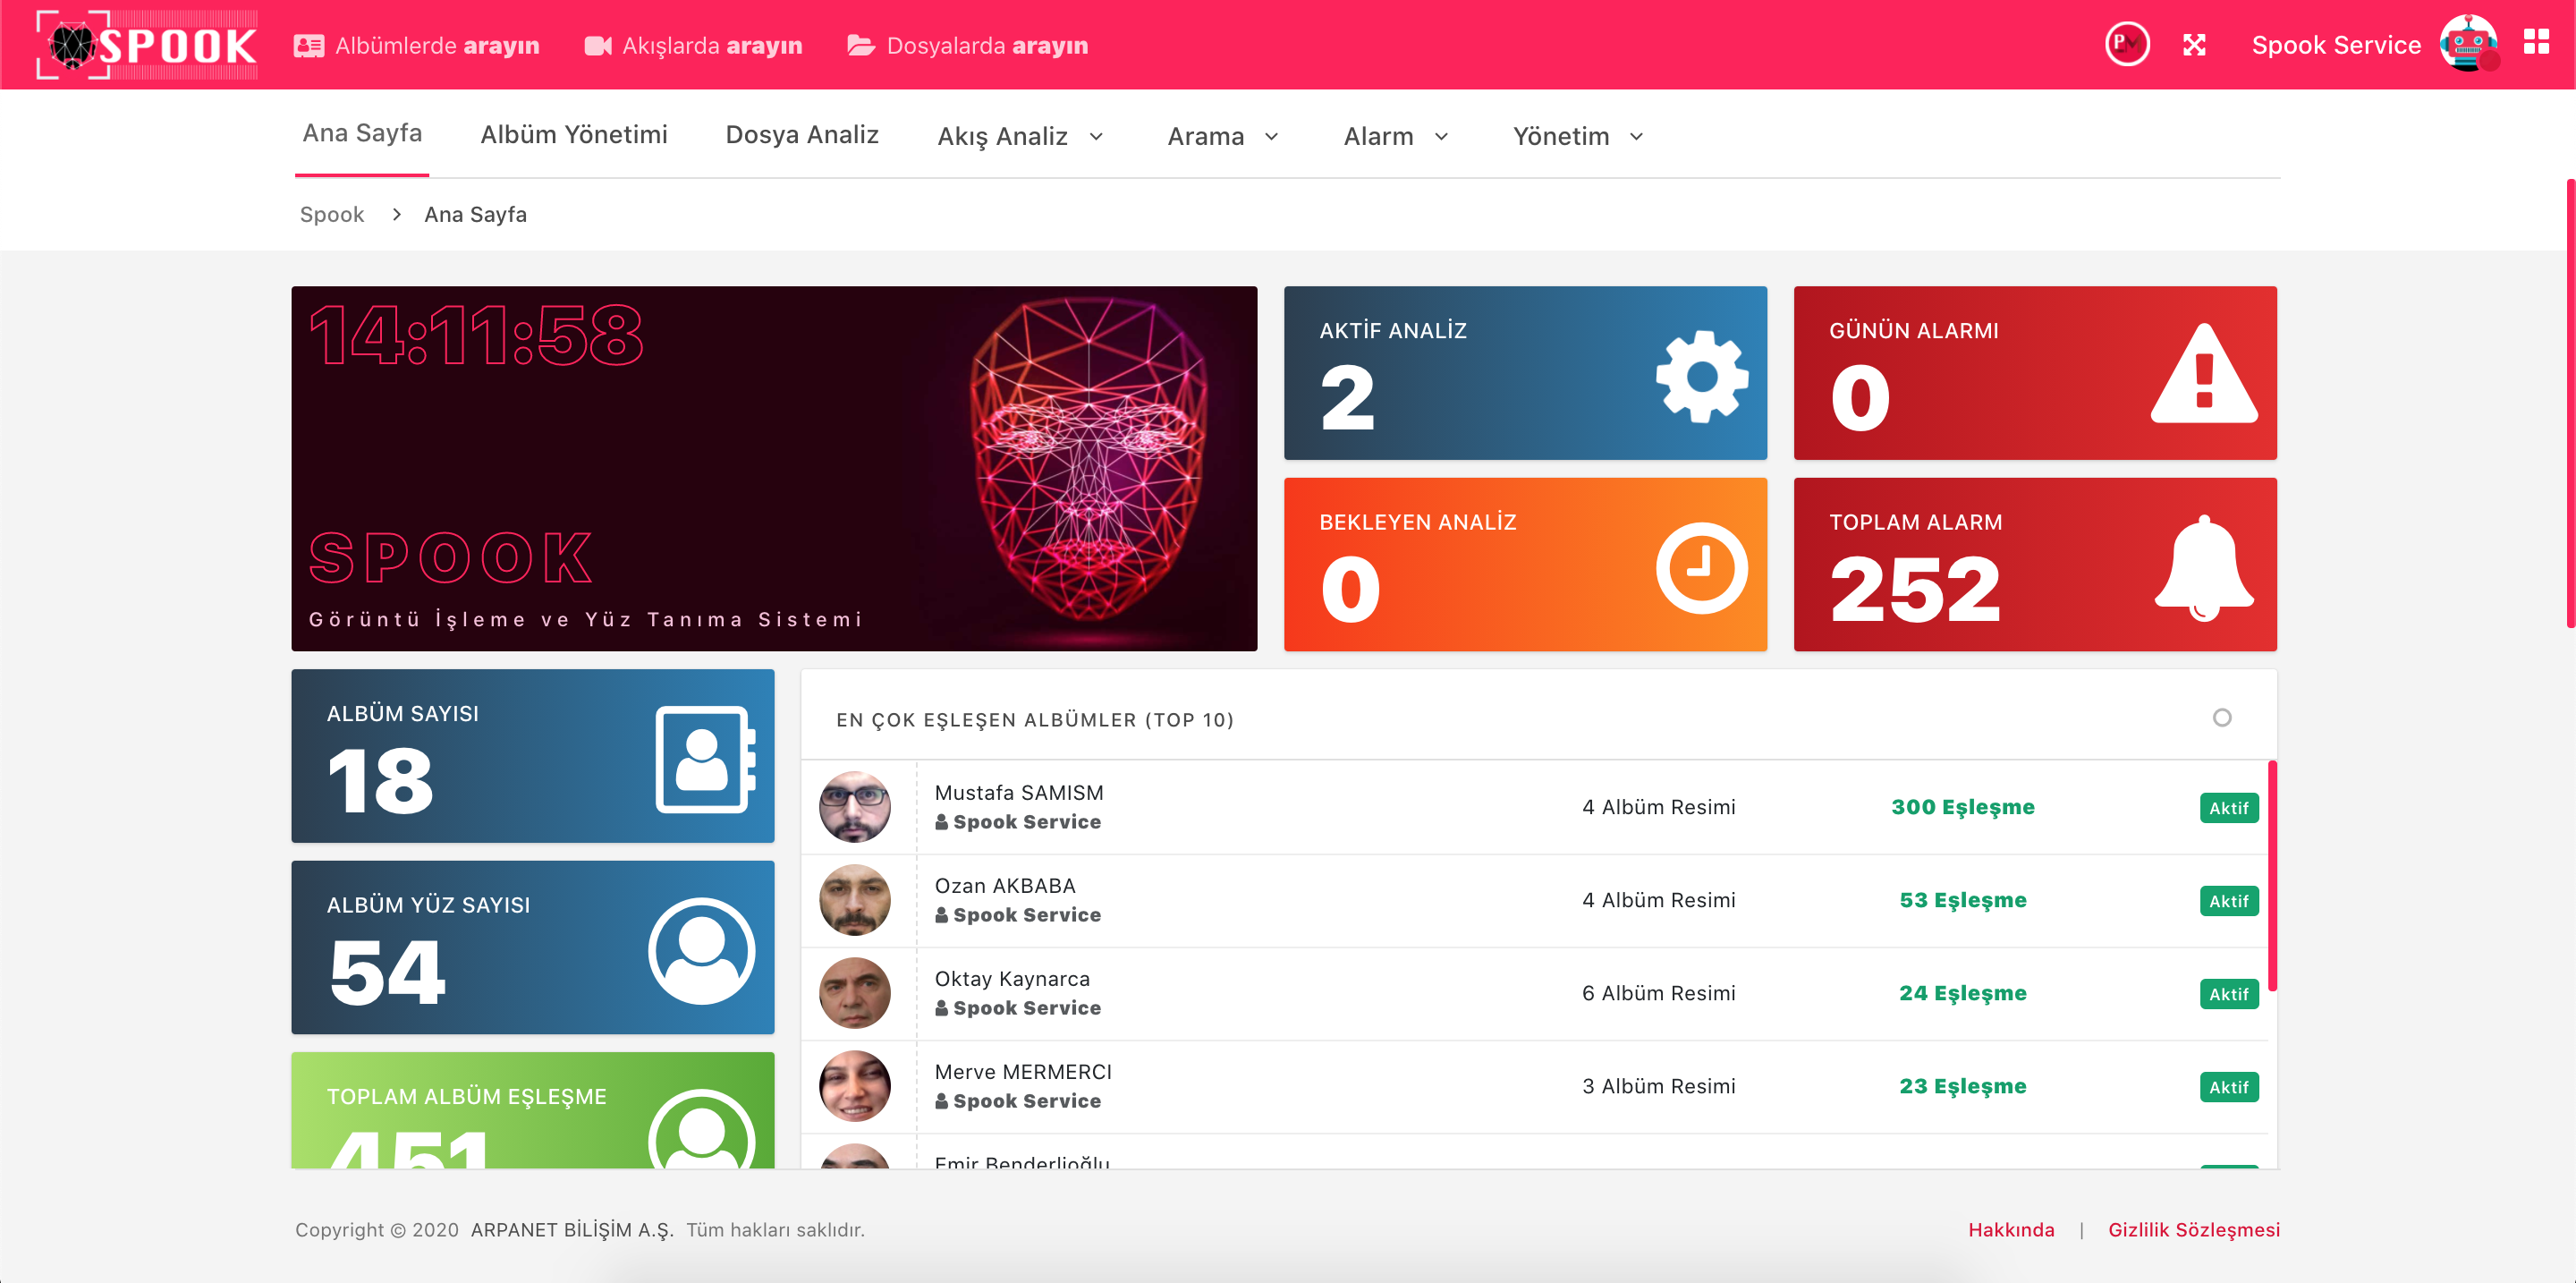 SPOOK
Albümlerde arayın
Akışlarda arayın
Dosyalarda arayın
Spook Service
Ana Sayfa
Albüm Yönetimi
Dosya Analiz
Akış Analiz
Arama
Alarm
Yönetim
Spook > Ana Sayfa
14:11:58
SPOOK
Görüntü İşleme ve Yüz Tanıma Sistemi
AKTİF ANALİZ
2
GÜNÜN ALARMI
0
BEKLEYEN ANALİZ
0
TOPLAM ALARM
252
ALBÜM SAYISI
18
ALBÜM YÜZ SAYISI
54
TOPLAM ALBÜM EŞLEŞME
451
EN ÇOK EŞLEŞEN ALBÜMLER (TOP 10)
Mustafa SAMISM
Spook Service
4 Albüm Resimi
300 Eşleşme
Aktif
Ozan AKBABA
Spook Service
4 Albüm Resimi
53 Eşleşme
Aktif
Oktay Kaynarca
Spook Service
6 Albüm Resimi
24 Eşleşme
Aktif
Merve MERMERCI
Spook Service
3 Albüm Resimi
23 Eşleşme
Aktif
Emir Benderlioğlu
Copyright © 2020 ARPANET BİLİŞİM A.Ş. Tüm hakları saklıdır.
Hakkında | Gizlilik Sözleşmesi